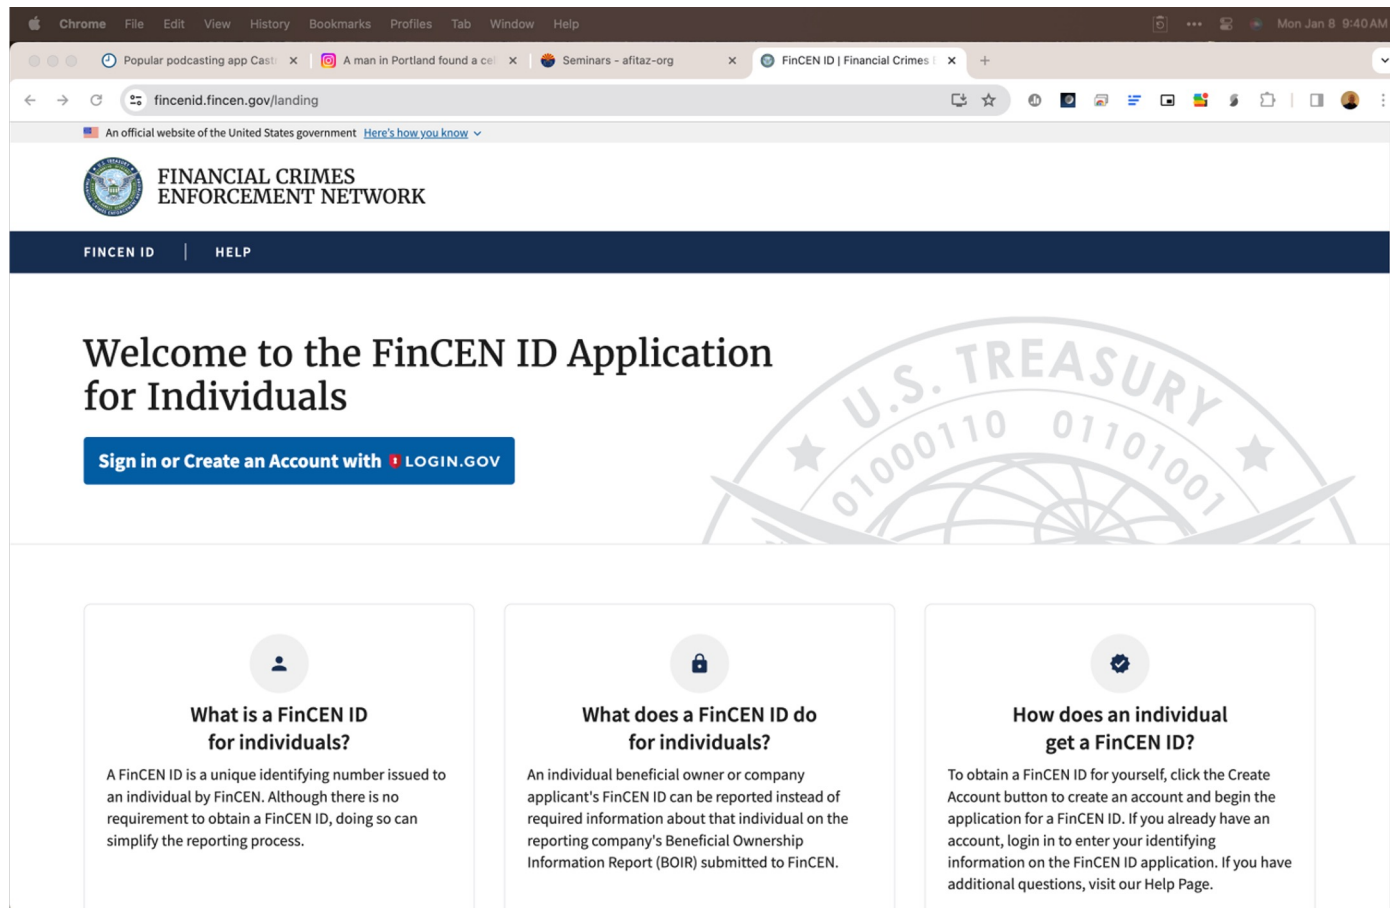 Chrome File Edit View History Bookmarks Profiles Tab Window Help Mon Jan 8 9:40 AM
Popular podcasting app Cast
A man in Portland found a cel
Seminars - afitaz-org
FinCEN ID | Financial Crimes
fincenid.fincen.gov/landing
An official website of the United States government Here's how you know
FINANCIAL CRIMES
ENFORCEMENT NETWORK
FINCEN ID | HELP
Welcome to the FinCEN ID Application
for Individuals
Sign in or Create an Account with LOGIN.GOV
U.S. TREASURY
01000110 01101001
What is a FinCEN ID
for individuals?
A FinCEN ID is a unique identifying number issued to
an individual by FinCEN. Although there is no
requirement to obtain a FinCEN ID, doing so can
simplify the reporting process.
What does a FinCEN ID do
for individuals?
An individual beneficial owner or company
applicant's FinCEN ID can be reported instead of
required information about that individual on the
reporting company's Beneficial Ownership
Information Report (BOIR) submitted to FinCEN.
How does an individual
get a FinCEN ID?
To obtain a FinCEN ID for yourself, click the Create
Account button to create an account and begin the
application for a FinCEN ID. If you already have an
account, login in to enter your identifying
information on the FinCEN ID application. If you have
additional questions, visit our Help Page.